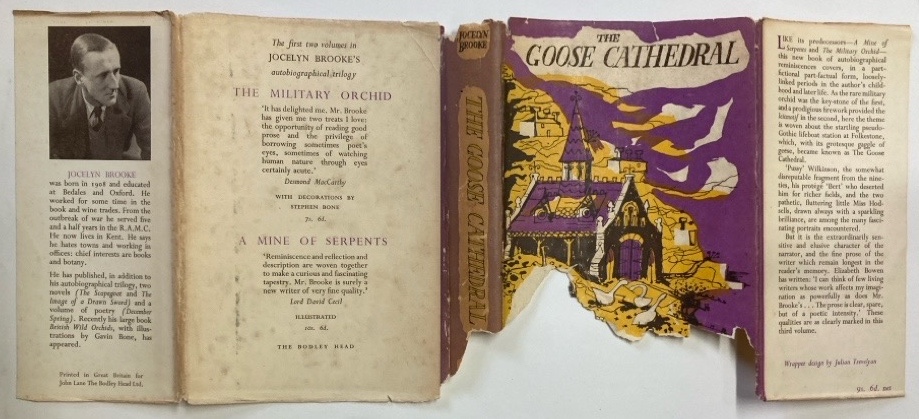 JOCELYN BROOKE
was born in 1908 and educated
at Bedales and Oxford. He
worked for some time in the
book and wine trades. From the
outbreak of war he served five
and a half years in the R.A.M.C.
He now lives in Kent. He says
he hates towns and working in
offices: chief interests are books
and botany.
He has published, in addition to
his autobiographical trilogy, two
novels (The Scapegoat and The
Image of a Drawn Sword) and a
volume of poetry (December
Spring). Recently his large book
British Wild Orchids, with illus-
trations by Gavin Bone, has
appeared.
Printed in Great Britain for
John Lane The Bodley Head Ltd.
The first two volumes in
JOCELYN BROOKE'S
autobiographical trilogy
THE MILITARY ORCHID
'It has delighted me. Mr. Brooke
has given me two treats I love:
the opportunity of reading good
prose and the privilege of
borrowing sometimes poet's
eyes, sometimes of watching
human nature through eyes
certainly acute.'
Desmond MacCarthy
WITH DECORATIONS BY
STEPHEN BONE
7s. 6d.
A MINE OF SERPENTS
'Reminiscence and reflection and
description are woven together
to make a curious and fascinating
tapestry. Mr. Brooke is surely a
new writer of very fine quality.'
Lord David Cecil
ILLUSTRATED
10s. 6d.
THE BODLEY HEAD
JOCELYN
BROOKE
THE GOOSE CATHEDRAL
THE
GOOSE CATHEDRAL
LIKE its predecessors—A Mine of
Serpents and The Military Orchid—
this new book of autobiographical
reminiscences covers, in a part-
fictional part-factual form, loosely-
linked periods in the author's child-
hood and later life. As the rare military
orchid was the key-stone of the first,
and a prodigious firework provided the
leitmotif in the second, here the theme
is woven about the startling pseudo-
Gothic lifeboat station at Folkestone,
which, with its grotesque gaggle of
geese, became known as The Goose
Cathedral.
'Pussy' Wilkinson, the somewhat
disreputable fragment from the nine-
ties, his protégé 'Bert' who deserted
him for richer fields, and the two
pathetic, fluttering little Miss Hod-
sells, drawn always with a sparkling
brilliance, are among the many fasci-
nating portraits encountered.
But it is the extraordinarily sen-
sitive and elusive character of the
narrator, and the fine prose of the
writer which remain longest in the
reader's memory. Elizabeth Bowen
has written: 'I can think of few living
writers whose work affects my imagi-
nation as powerfully as does Mr.
Brooke's . . . The prose is clear, spare,
but of a poetic intensity.' These
qualities are as clearly marked in this
third volume.
Wrapper design by Julian Trevelyan
9s. 6d. net